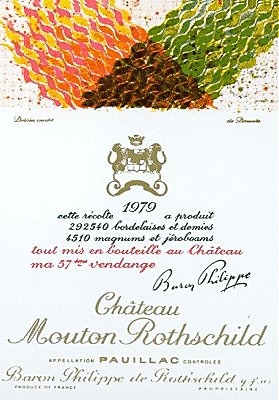 Dessin inédit de Domoto
cette récolte 1979 a produit
292540 bordelaises et demies
4510 magnums et jéroboams
tout mis en bouteille au Château
ma 57ème vendange
Baron Philippe
Château
Mouton Rothschild
APPELLATION PAUILLAC CONTROLEE
Baron Philippe de Rothschild g.f.a.
PRODUCE OF FRANCE